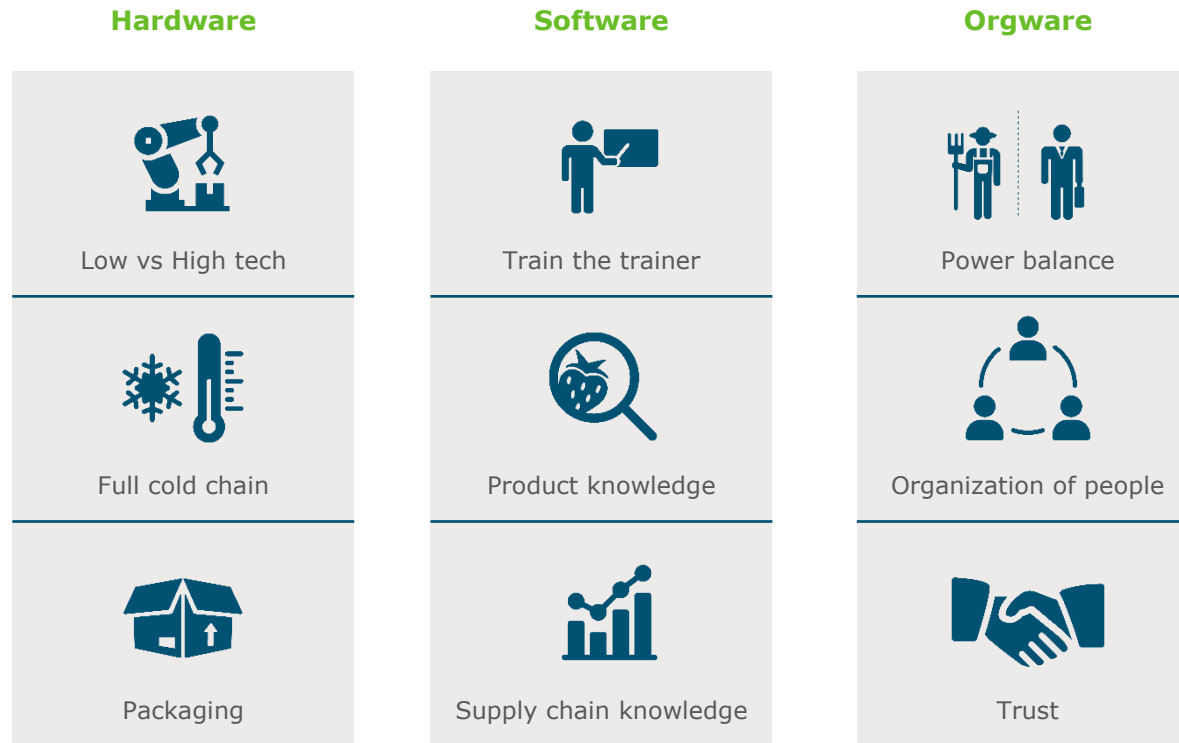 Hardware
Software
Orgware
Low vs High tech
Train the trainer
Power balance
Full cold chain
Product knowledge
Organization of people
Packaging
Supply chain knowledge
Trust